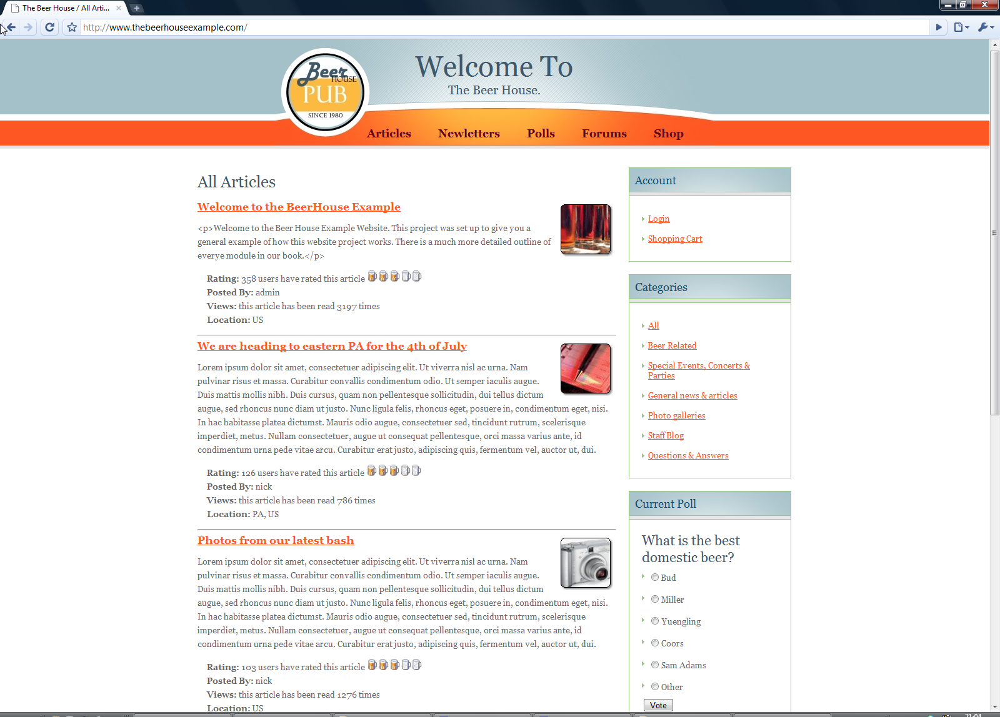 The Beer House / All Arti...
http://www.thebeerhouseexample.com/
Beer
HOUSE
PUB
SINCE 1980
Welcome To
The Beer House.
Articles
Newletters
Polls
Forums
Shop
All Articles
Welcome to the BeerHouse Example
<p>Welcome to the Beer House Example Website. This project was set up to give you a
general example of how this website project works. There is a much more detailed outline of
everye module in our book.</p>
Rating: 358 users have rated this article
Posted By: admin
Views: this article has been read 3197 times
Location: US
We are heading to eastern PA for the 4th of July
Lorem ipsum dolor sit amet, consectetuer adipiscing elit. Ut viverra nisl ac urna. Nam
pulvinar risus et massa. Curabitur convallis condimentum odio. Ut semper iaculis augue.
Duis mattis mollis nibh. Duis cursus, quam non pellentesque sollicitudin, dui tellus dictum
augue, sed rhoncus nunc diam ut justo. Nunc ligula felis, rhoncus eget, posuere in, condimentum eget, nisi.
In hac habitasse platea dictumst. Mauris odio augue, consectetuer sed, tincidunt rutrum, scelerisque
imperdiet, metus. Nullam consectetuer, augue ut consequat pellentesque, orci massa varius ante, id
condimentum urna pede vitae arcu. Curabitur erat justo, adipiscing quis, fermentum vel, auctor ut, dui.
Rating: 126 users have rated this article
Posted By: nick
Views: this article has been read 786 times
Location: PA, US
Photos from our latest bash
Lorem ipsum dolor sit amet, consectetuer adipiscing elit. Ut viverra nisl ac urna. Nam
pulvinar risus et massa. Curabitur convallis condimentum odio. Ut semper iaculis augue.
Duis mattis mollis nibh. Duis cursus, quam non pellentesque sollicitudin, dui tellus dictum
augue, sed rhoncus nunc diam ut justo. Nunc ligula felis, rhoncus eget, posuere in, condimentum eget, nisi.
In hac habitasse platea dictumst. Mauris odio augue, consectetuer sed, tincidunt rutrum, scelerisque
imperdiet, metus. Nullam consectetuer, augue ut consequat pellentesque, orci massa varius ante, id
condimentum urna pede vitae arcu. Curabitur erat justo, adipiscing quis, fermentum vel, auctor ut, dui.
Rating: 103 users have rated this article
Posted By: nick
Views: this article has been read 1276 times
Location: US
Account
Login
Shopping Cart
Categories
All
Beer Related
Special Events, Concerts &
Parties
General news & articles
Photo galleries
Staff Blog
Questions & Answers
Current Poll
What is the best
domestic beer?
Bud
Miller
Yuengling
Coors
Sam Adams
Other
Vote